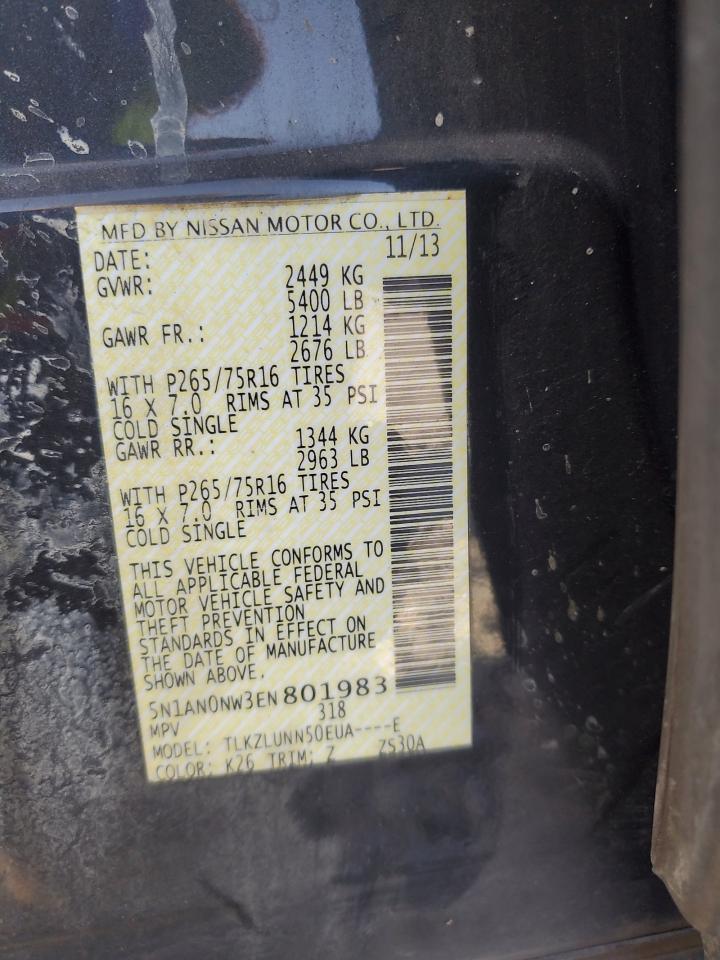 MFD BY NISSAN MOTOR CO., LTD.
DATE: 11/13
GVWR: 2449 KG
5400 LB
GAWR FR.: 1214 KG
2676 LB
WITH P265/75R16 TIRES
16 X 7.0 RIMS AT 35 PSI
COLD SINGLE
GAWR RR.: 1344 KG
2963 LB
WITH P265/75R16 TIRES
16 X 7.0 RIMS AT 35 PSI
COLD SINGLE
THIS VEHICLE CONFORMS TO
ALL APPLICABLE FEDERAL
MOTOR VEHICLE SAFETY AND
THEFT PREVENTION
STANDARDS IN EFFECT ON
THE DATE OF MANUFACTURE
SHOWN ABOVE.
5N1AN0NW3EN801983
MPV 318
MODEL: TLKZLUNN50EUA----E
COLOR: K26 TRIM: Z ZS30A